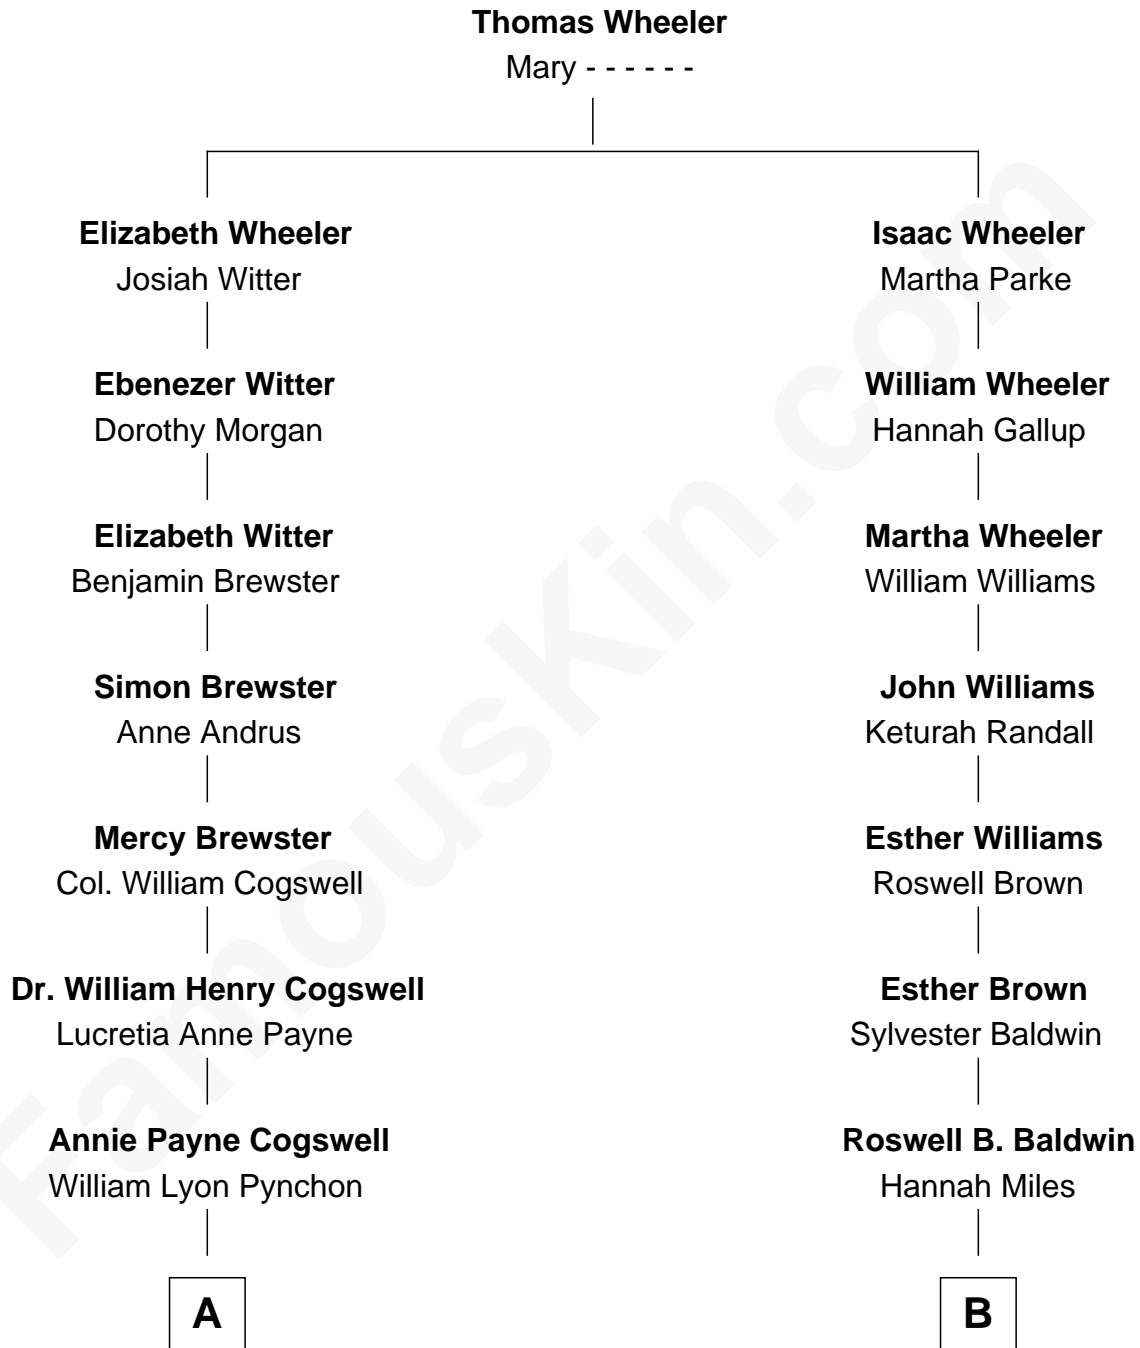 Thomas Wheeler
Mary - - - - - -
Elizabeth Wheeler
Josiah Witter
Ebenezer Witter
Dorothy Morgan
Elizabeth Witter
Benjamin Brewster
Simon Brewster
Anne Andrus
Mercy Brewster
Col. William Cogswell
Dr. William Henry Cogswell
Lucretia Anne Payne
Annie Payne Cogswell
William Lyon Pynchon
A
Isaac Wheeler
Martha Parke
William Wheeler
Hannah Gallup
Martha Wheeler
William Williams
John Williams
Keturah Randall
Esther Williams
Roswell Brown
Esther Brown
Sylvester Baldwin
Roswell B. Baldwin
Hannah Miles
B
FamousKin.com